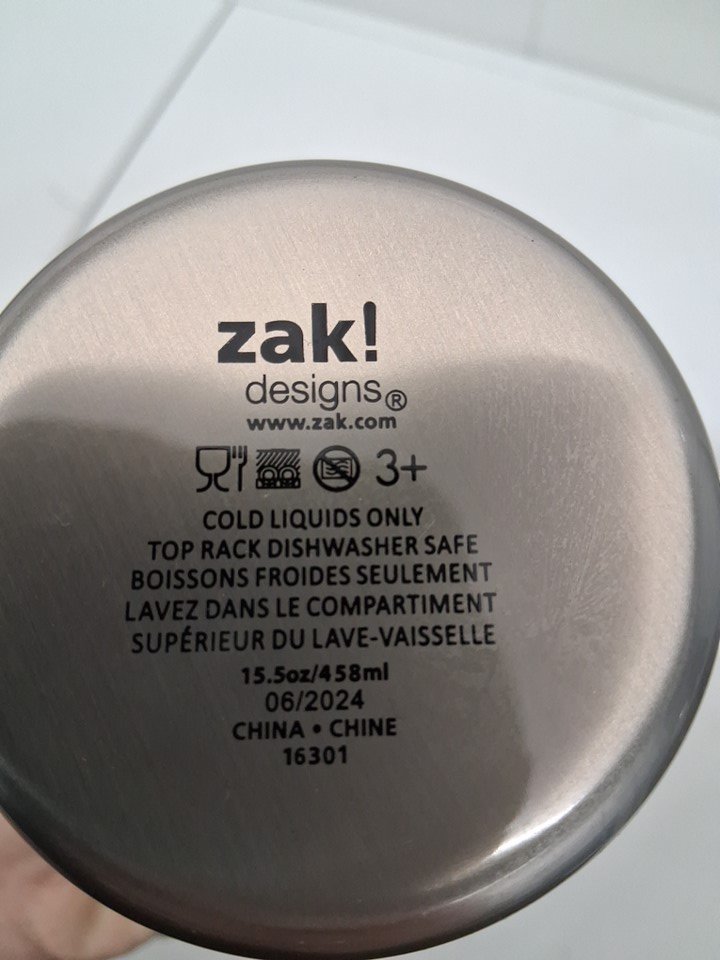 zak!
designs®
www.zak.com
3+
COLD LIQUIDS ONLY
TOP RACK DISHWASHER SAFE
BOISSONS FROIDES SEULEMENT
LAVEZ DANS LE COMPARTIMENT
SUPÉRIEUR DU LAVE-VAISSELLE
15.5oz/458ml
06/2024
CHINA • CHINE
16301